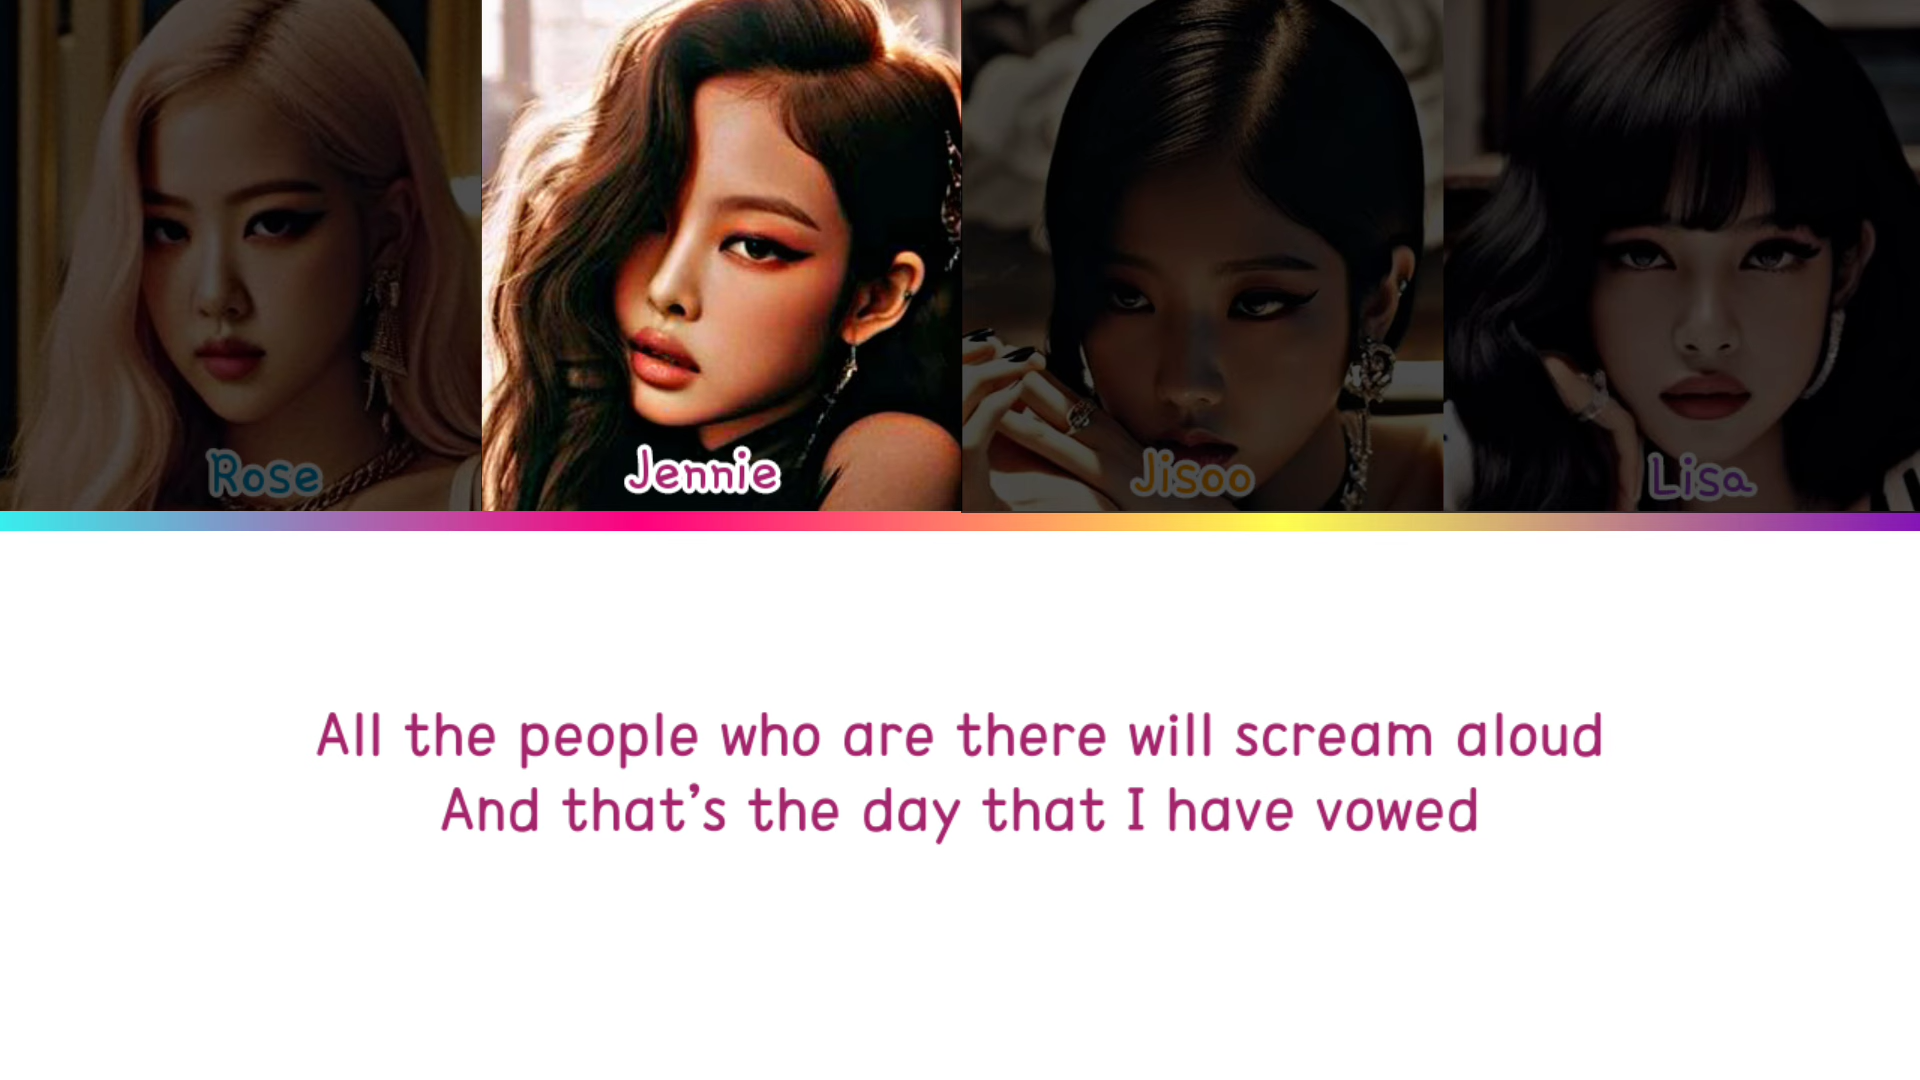 Rose
Jennie
Jisoo
Lisa
All the people who are there will scream aloud
And that's the day that I have vowed